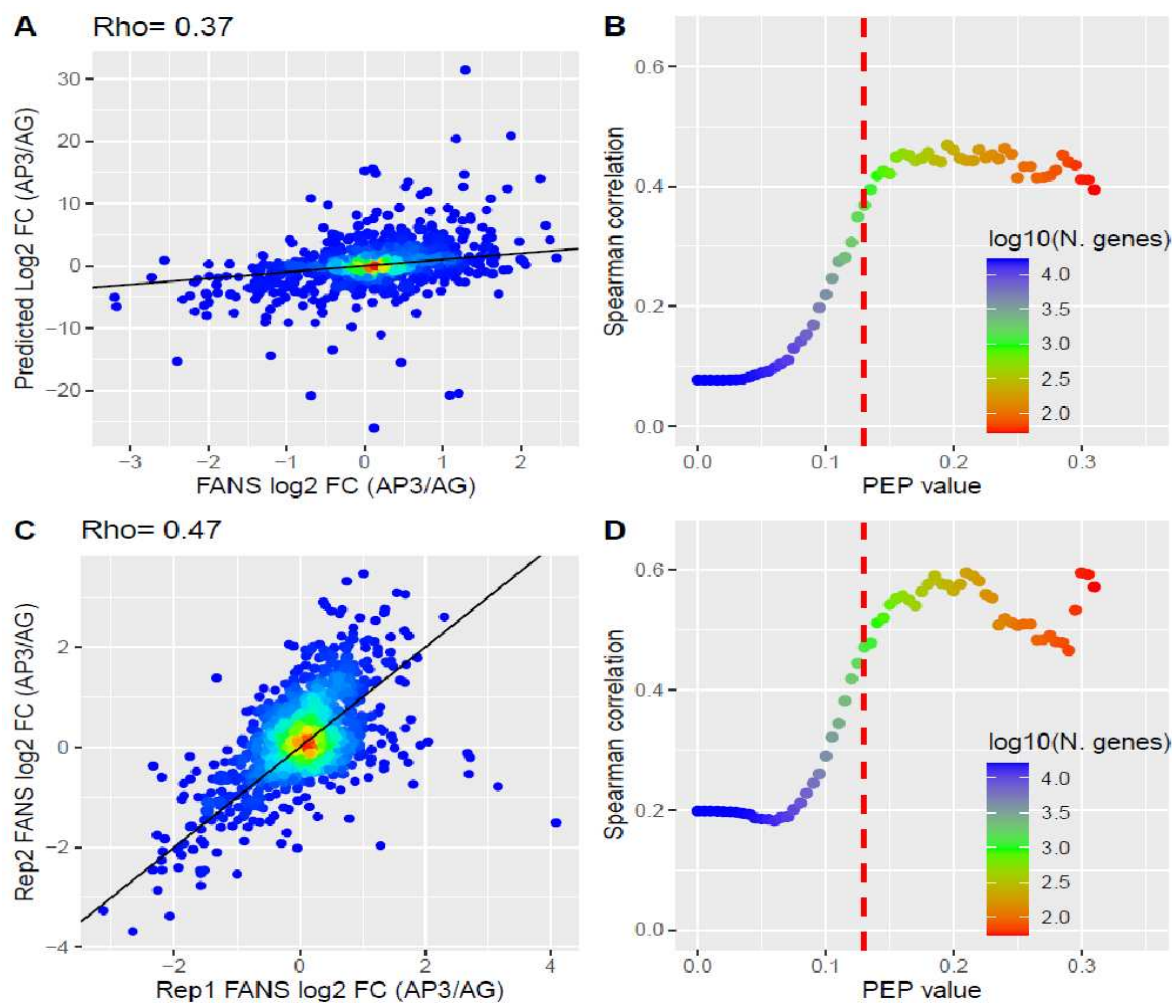 A Rho= 0.37
Predicted Log2 FC (AP3/AG)
30
20
10
0
−10
−20
−3 −2 −1 0 1 2
FANS log2 FC (AP3/AG)
B
Spearman correlation
0.6
0.4
0.2
0.0
log10(N. genes)
4.0
3.5
3.0
2.5
2.0
0.0 0.1 0.2 0.3
PEP value
C Rho= 0.47
Rep2 FANS log2 FC (AP3/AG)
2
0
−2
−4
−2 0 2 4
Rep1 FANS log2 FC (AP3/AG)
D
Spearman correlation
0.6
0.4
0.2
0.0
log10(N. genes)
4.0
3.5
3.0
2.5
2.0
0.0 0.1 0.2 0.3
PEP value